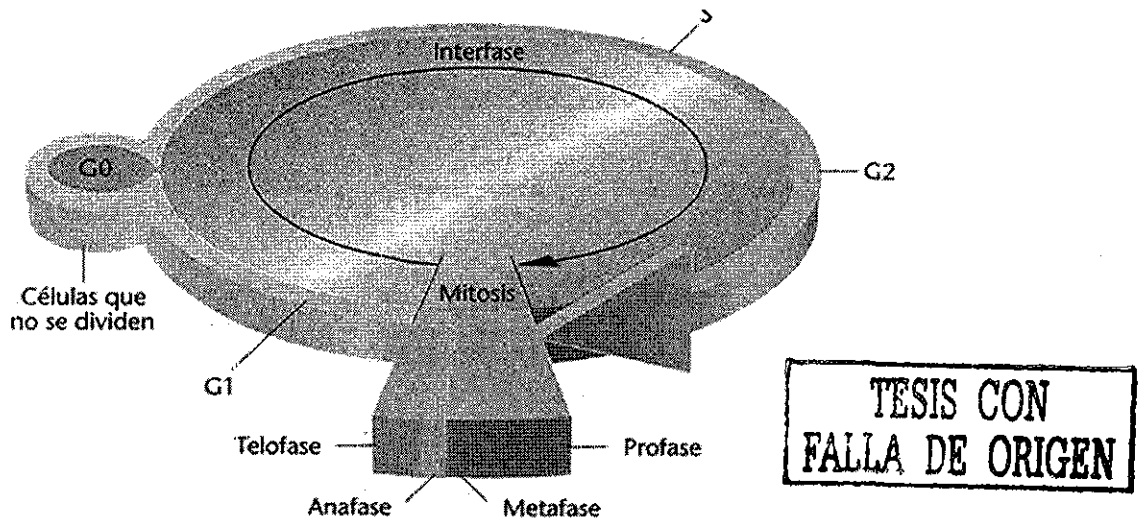 Interfase
G0
G2
Células que
no se dividen
Mitosis
G1
Telofase
Profase
Anafase
Metafase
TESIS CON
FALLA DE ORIGEN